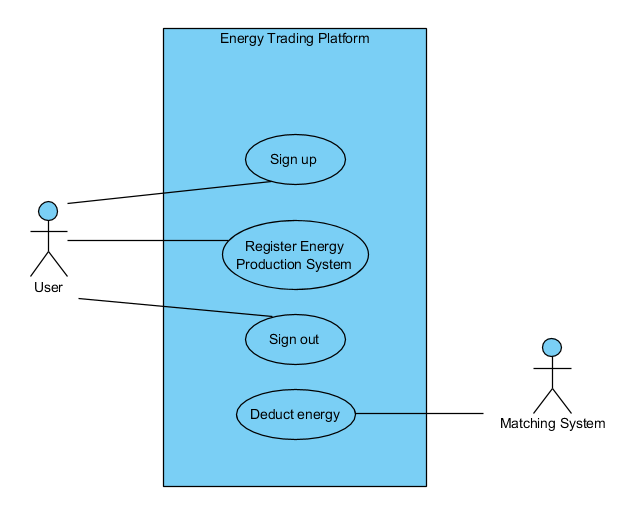 Energy Trading Platform
Sign up
Register Energy
Production System
User
Sign out
Deduct energy
Matching System